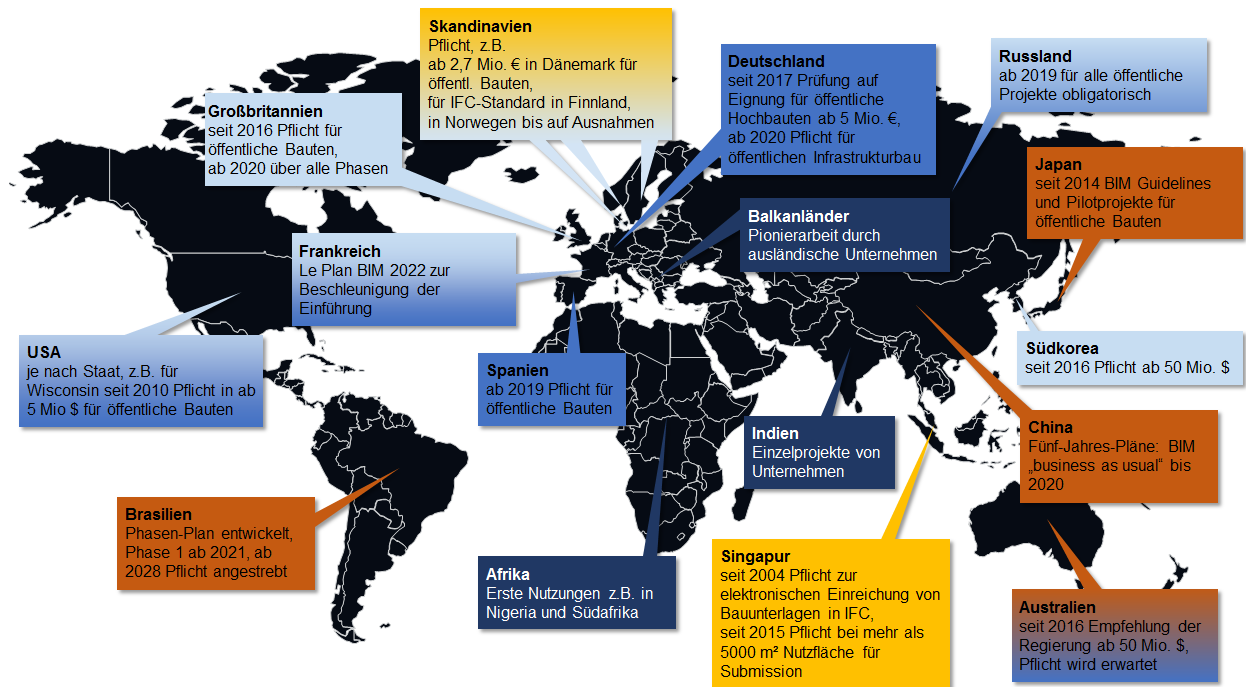 Skandinavien
Pflicht, z.B.
ab 2,7 Mio. € in Dänemark für
öffentl. Bauten,
für IFC-Standard in Finnland,
in Norwegen bis auf Ausnahmen
Deutschland
seit 2017 Prüfung auf
Eignung für öffentliche
Hochbauten ab 5 Mio. €,
ab 2020 Pflicht für
öffentlichen Infrastrukturbau
Russland
ab 2019 für alle öffentliche
Projekte obligatorisch
Großbritannien
seit 2016 Pflicht für
öffentliche Bauten,
ab 2020 über alle Phasen
Japan
seit 2014 BIM Guidelines
und Pilotprojekte für
öffentliche Bauten
Balkanländer
Pionierarbeit durch
ausländische Unternehmen
Frankreich
Le Plan BIM 2022 zur
Beschleunigung der
Einführung
USA
je nach Staat, z.B. für
Wisconsin seit 2010 Pflicht in ab
5 Mio $ für öffentliche Bauten
Spanien
ab 2019 Pflicht für
öffentliche Bauten
Südkorea
seit 2016 Pflicht ab 50 Mio. $
Indien
Einzelprojekte von
Unternehmen
China
Fünf-Jahres-Pläne: BIM
„business as usual“ bis
2020
Brasilien
Phasen-Plan entwickelt,
Phase 1 ab 2021, ab
2028 Pflicht angestrebt
Afrika
Erste Nutzungen z.B. in
Nigeria und Südafrika
Singapur
seit 2004 Pflicht zur
elektronischen Einreichung von
Bauunterlagen in IFC,
seit 2015 Pflicht bei mehr als
5000 m² Nutzfläche für
Submission
Australien
seit 2016 Empfehlung der
Regierung ab 50 Mio. $,
Pflicht wird erwartet